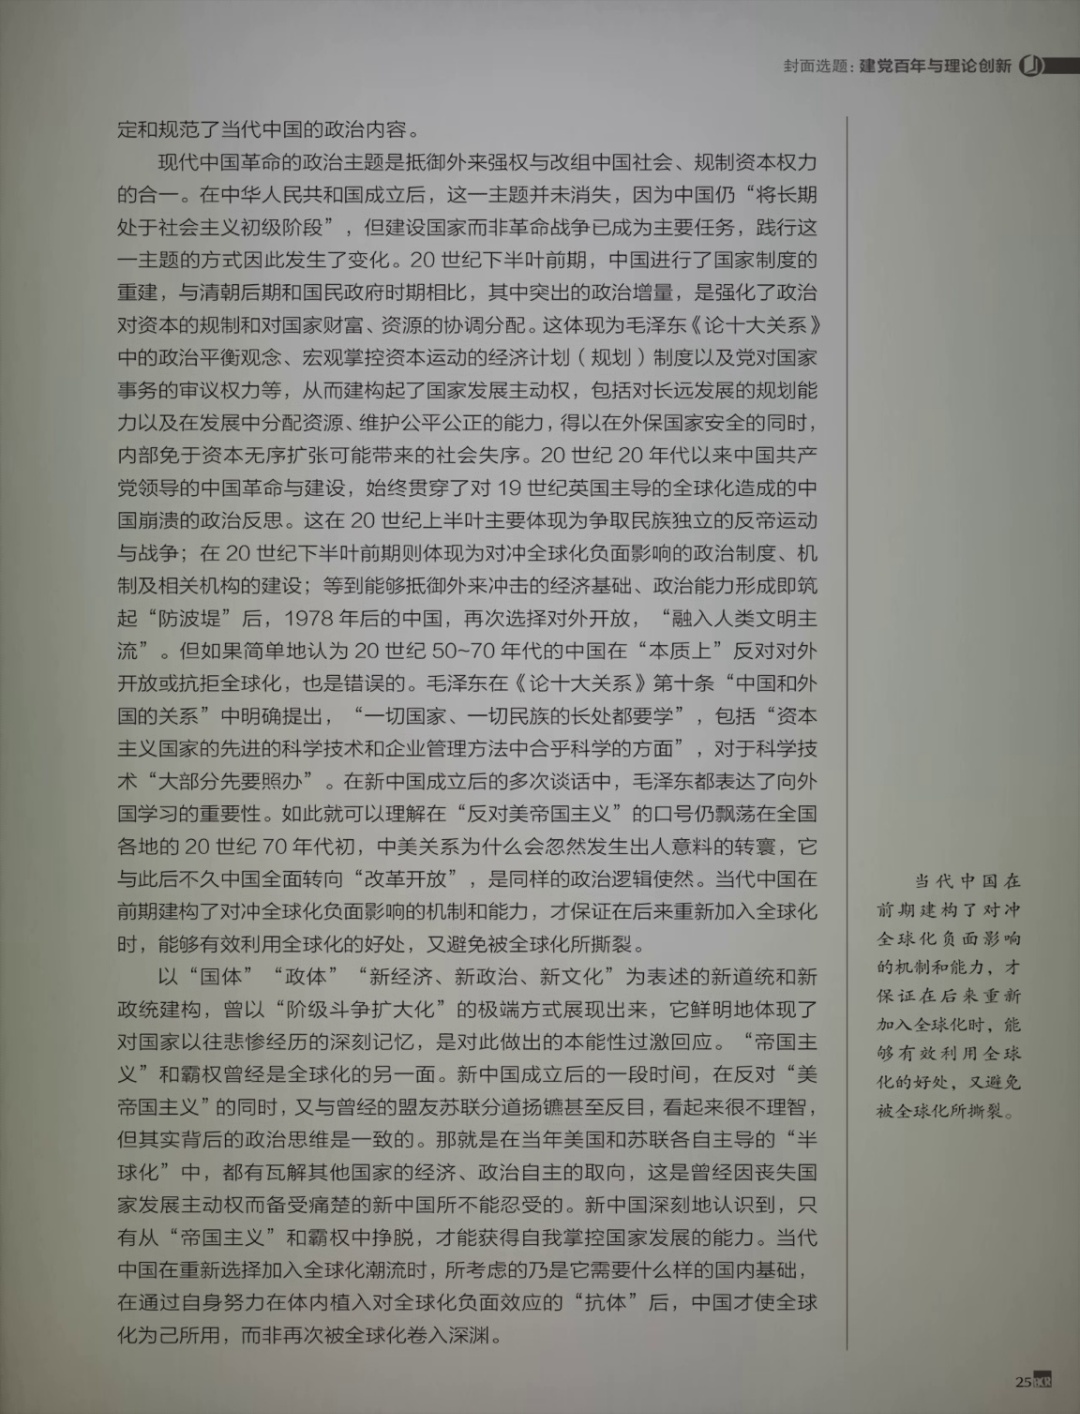 封面选题：建党百年与理论创新
定和规范了当代中国的政治内容。
现代中国革命的政治主题是抵御外来强权与改组中国社会、规制资本权力
的合一。在中华人民共和国成立后，这一主题并未消失，因为中国仍“将长期
处于社会主义初级阶段”，但建设国家而非革命战争已成为主要任务，践行这
一主题的方式因此发生了变化。20 世纪下半叶前期，中国进行了国家制度的
重建，与清朝后期和国民政府时期相比，其中突出的政治增量，是强化了政治
对资本的规制和对国家财富、资源的协调分配。这体现为毛泽东《论十大关系》
中的政治平衡观念、宏观掌控资本运动的经济计划（规划）制度以及党对国家
事务的审议权力等，从而建构起了国家发展主动权，包括对长远发展的规划能
力以及在发展中分配资源、维护公平公正的能力，得以在外保国家安全的同时，
内部免于资本无序扩张可能带来的社会失序。20 世纪 20 年代以来中国共产
党领导的中国革命与建设，始终贯穿了对 19 世纪英国主导的全球化造成的中
国崩溃的政治反思。这在 20 世纪上半叶主要体现为争取民族独立的反帝运动
与战争；在 20 世纪下半叶前期则体现为对冲全球化负面影响的政治制度、机
制及相关机构的建设；等到能够抵御外来冲击的经济基础、政治能力形成即筑
起“防波堤”后，1978 年后的中国，再次选择对外开放，“融入人类文明主
流”。但如果简单地认为 20 世纪 50~70 年代的中国在“本质上”反对对外
开放或抗拒全球化，也是错误的。毛泽东在《论十大关系》第十条“中国和外
国的关系”中明确提出，“一切国家、一切民族的长处都要学”，包括“资本
主义国家的先进的科学技术和企业管理方法中合乎科学的方面”，对于科学技
术“大部分先要照办”。在新中国成立后的多次谈话中，毛泽东都表达了向外
国学习的重要性。如此就可以理解在“反对美帝国主义”的口号仍飘荡在全国
各地的 20 世纪 70 年代初，中美关系为什么会忽然发生出人意料的转寰，它
与此后不久中国全面转向“改革开放”，是同样的政治逻辑使然。当代中国在
前期建构了对冲全球化负面影响的机制和能力，才保证在后来重新加入全球化
时，能够有效利用全球化的好处，又避免被全球化所撕裂。
以“国体”“政体”“新经济、新政治、新文化”为表述的新道统和新
政统建构，曾以“阶级斗争扩大化”的极端方式展现出来，它鲜明地体现了
对国家以往悲惨经历的深刻记忆，是对此做出的本能性过激回应。“帝国主
义”和霸权曾经是全球化的另一面。新中国成立后的一段时间，在反对“美
帝国主义”的同时，又与曾经的盟友苏联分道扬镳甚至反目，看起来很不理智，
但其实背后的政治思维是一致的。那就是在当年美国和苏联各自主导的“半
球化”中，都有瓦解其他国家的经济、政治自主的取向，这是曾经因丧失国
家发展主动权而备受痛楚的新中国所不能忍受的。新中国深刻地认识到，只
有从“帝国主义”和霸权中挣脱，才能获得自我掌控国家发展的能力。当代
中国在重新选择加入全球化潮流时，所考虑的乃是它需要什么样的国内基础，
在通过自身努力在体内植入对全球化负面效应的“抗体”后，中国才使全球
化为己所用，而非再次被全球化卷入深渊。
当代中国在
前期建构了对冲
全球化负面影响
的机制和能力，才
保证在后来重新
加入全球化时，能
够有效利用全球
化的好处，又避免
被全球化所撕裂。
25